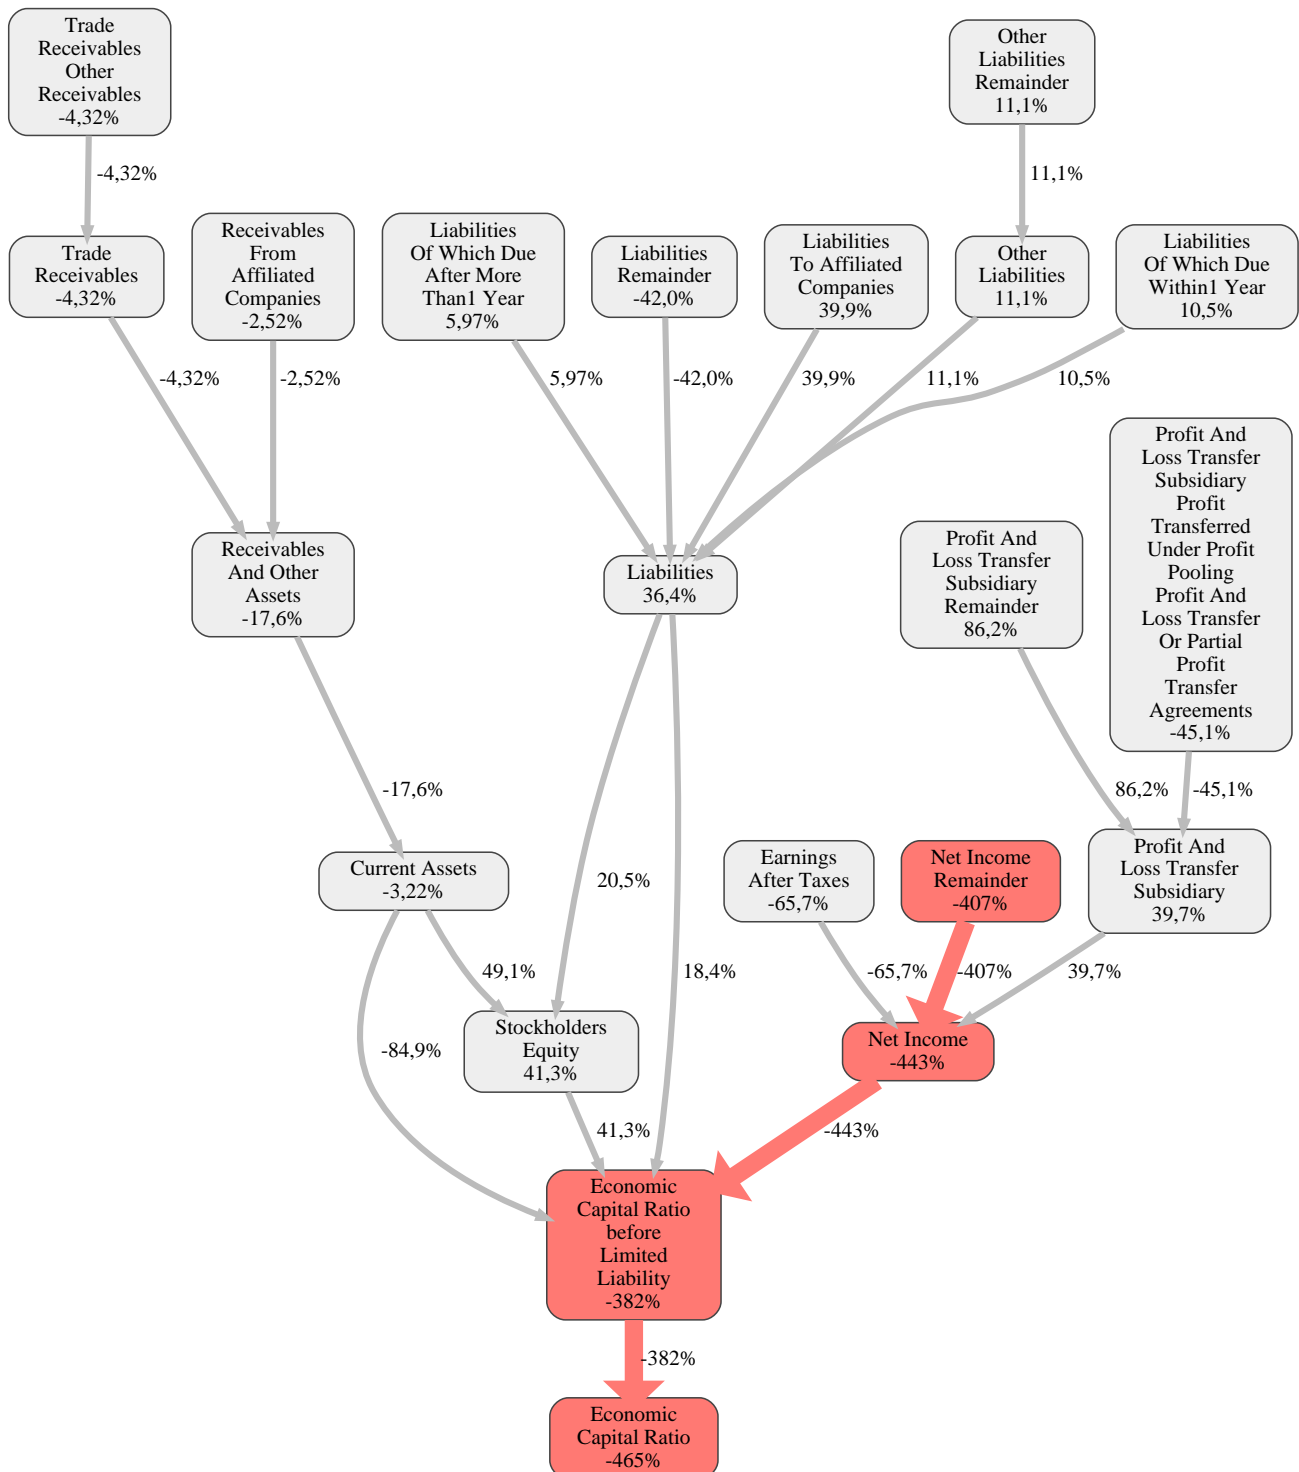 Trade
Receivables
Other
Receivables
-4,32%
Other
Liabilities
Remainder
11,1%
-4,32%
11,1%
Trade
Receivables
-4,32%
Receivables
From
Affiliated
Companies
-2,52%
Liabilities
Of Which Due
After More
Than1 Year
5,97%
Liabilities
Remainder
-42,0%
Liabilities
To Affiliated
Companies
39,9%
Other
Liabilities
11,1%
Liabilities
Of Which Due
Within1 Year
10,5%
-4,32%
-2,52%
5,97%
-42,0%
39,9%
11,1%
10,5%
Receivables
And Other
Assets
-17,6%
Liabilities
36,4%
Profit And
Loss Transfer
Subsidiary
Remainder
86,2%
Profit And
Loss Transfer
Subsidiary
Profit
Transferred
Under Profit
Pooling
Profit And
Loss Transfer
Or Partial
Profit
Transfer
Agreements
-45,1%
-17,6%
86,2%
-45,1%
Current Assets
-3,22%
20,5%
Earnings
After Taxes
-65,7%
Net Income
Remainder
-407%
Profit And
Loss Transfer
Subsidiary
39,7%
49,1%
18,4%
-65,7%
-407%
39,7%
Stockholders
Equity
41,3%
Net Income
-443%
-84,9%
41,3%
-443%
Economic
Capital Ratio
before
Limited
Liability
-382%
-382%
Economic
Capital Ratio
-465%